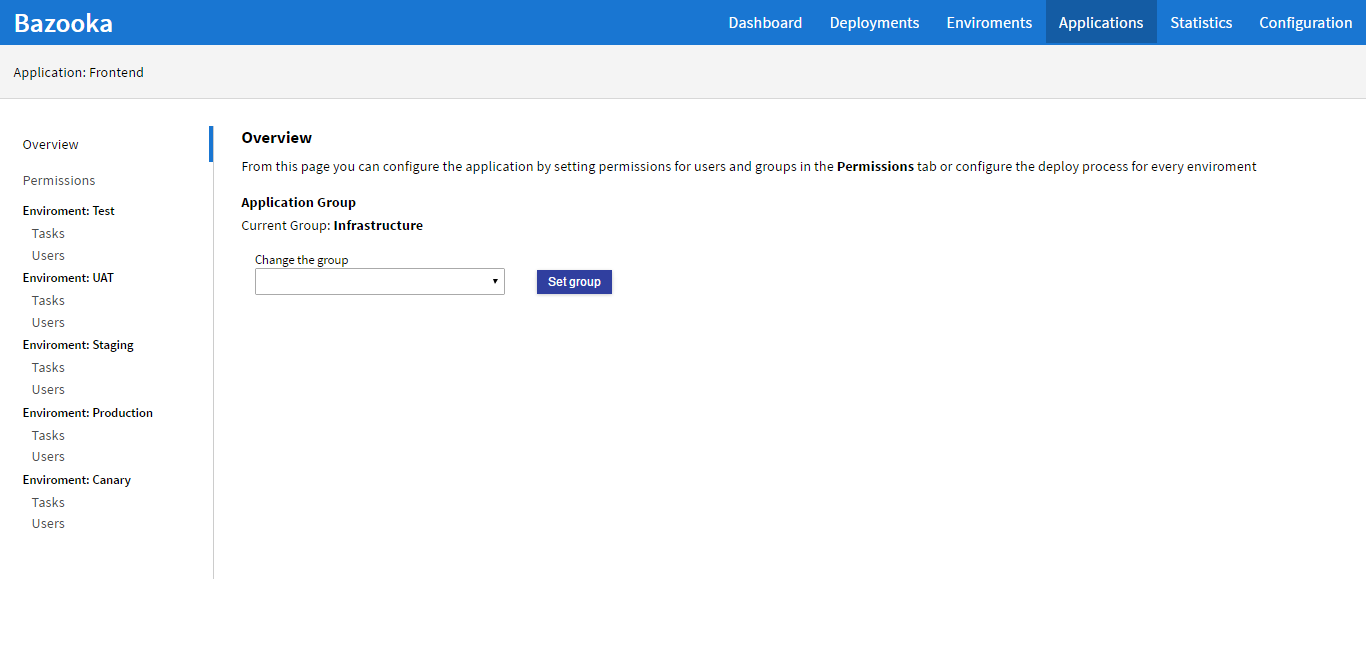 Bazooka
Dashboard Deployments Enviroments Applications Statistics Configuration
Application: Frontend
Overview
Permissions
Enviroment: Test
Tasks
Users
Enviroment: UAT
Tasks
Users
Enviroment: Staging
Tasks
Users
Enviroment: Production
Tasks
Users
Enviroment: Canary
Tasks
Users
Overview
From this page you can configure the application by setting permissions for users and groups in the Permissions tab or configure the deploy process for every enviroment
Application Group
Current Group: Infrastructure
Change the group
Set group